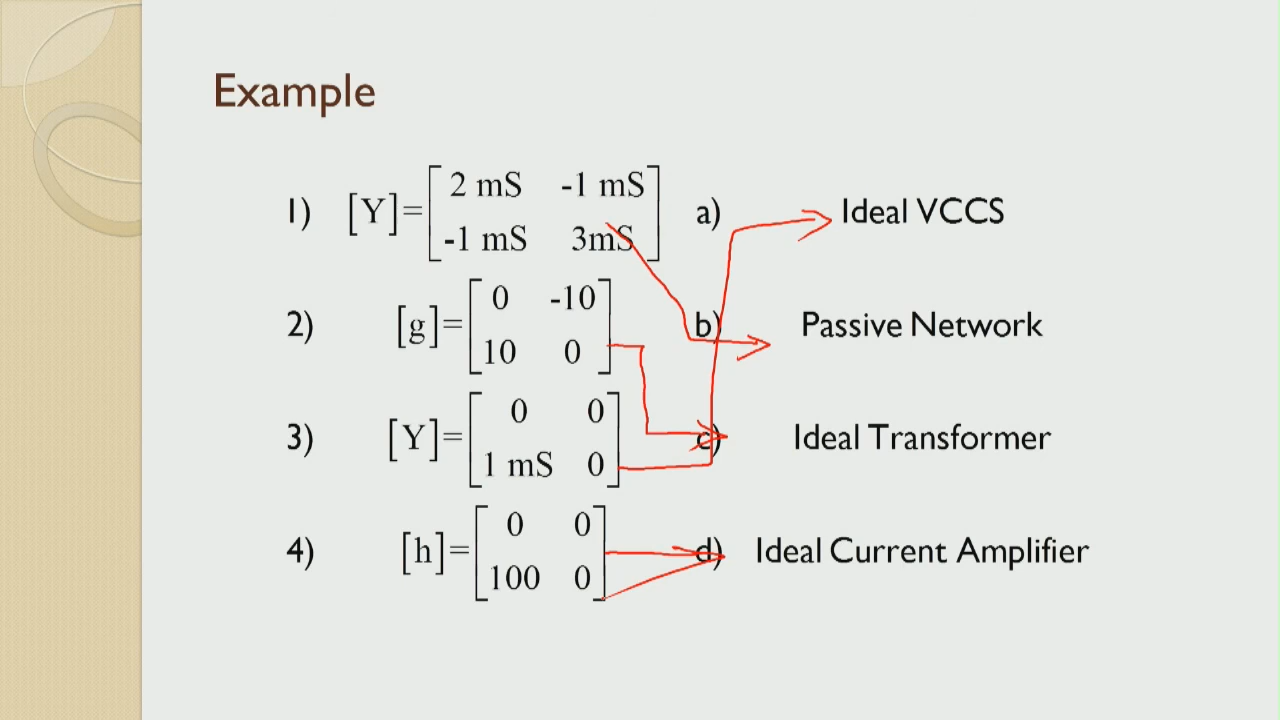 Example
1) [Y]= [ 2 mS -1 mS a) Ideal VCCS
-1 mS 3mS ]
2) [g]= [ 0 -10 b) Passive Network
10 0 ]
3) [Y]= [ 0 0 c) Ideal Transformer
1 mS 0 ]
4) [h]= [ 0 0 d) Ideal Current Amplifier
100 0 ]